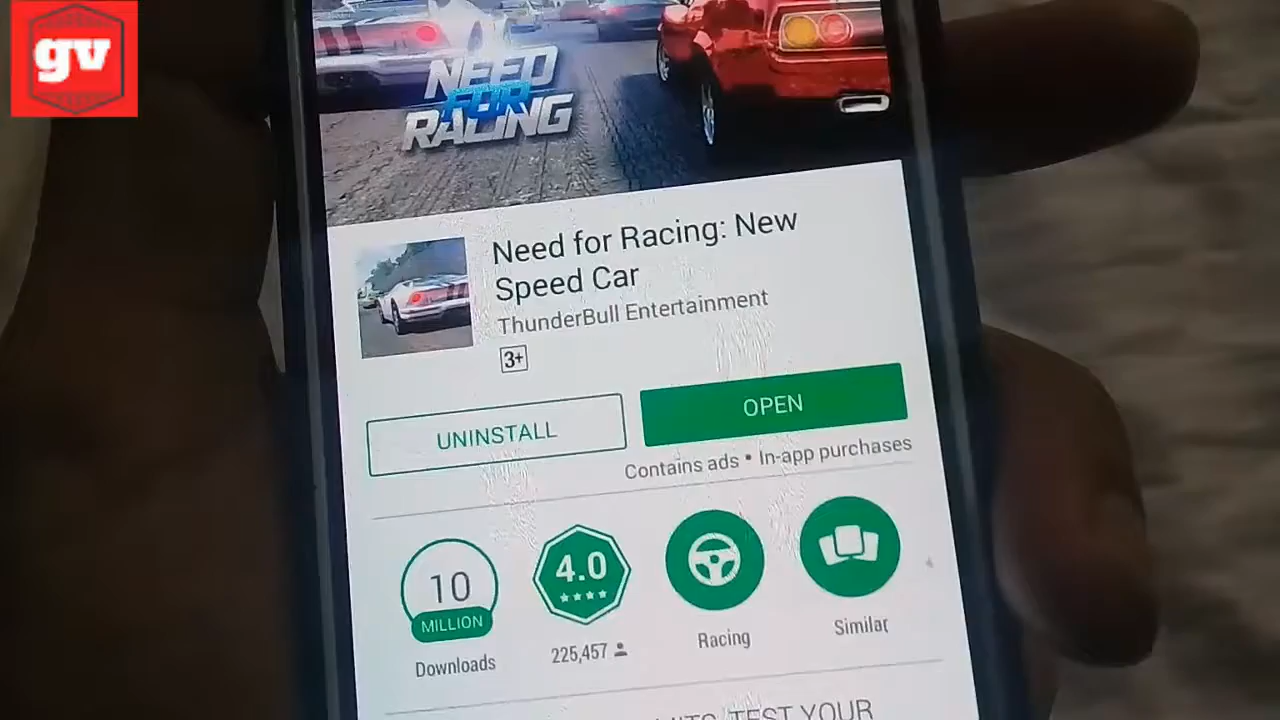 gv
NEED
FOR
RACING
Need for Racing: New
Speed Car
ThunderBull Entertainment
3+
UNINSTALL
OPEN
Contains ads • In-app purchases
10
MILLION
Downloads
4.0
225,457
Racing
Similar
TEST YOUR